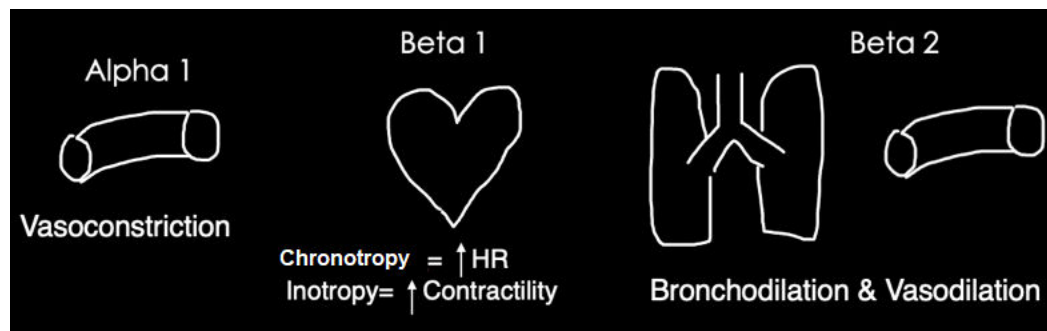 Alpha 1
Vasoconstriction
Beta 1
Chronotropy = ↑ HR
Inotropy= ↑ Contractility
Beta 2
Bronchodilation & Vasodilation